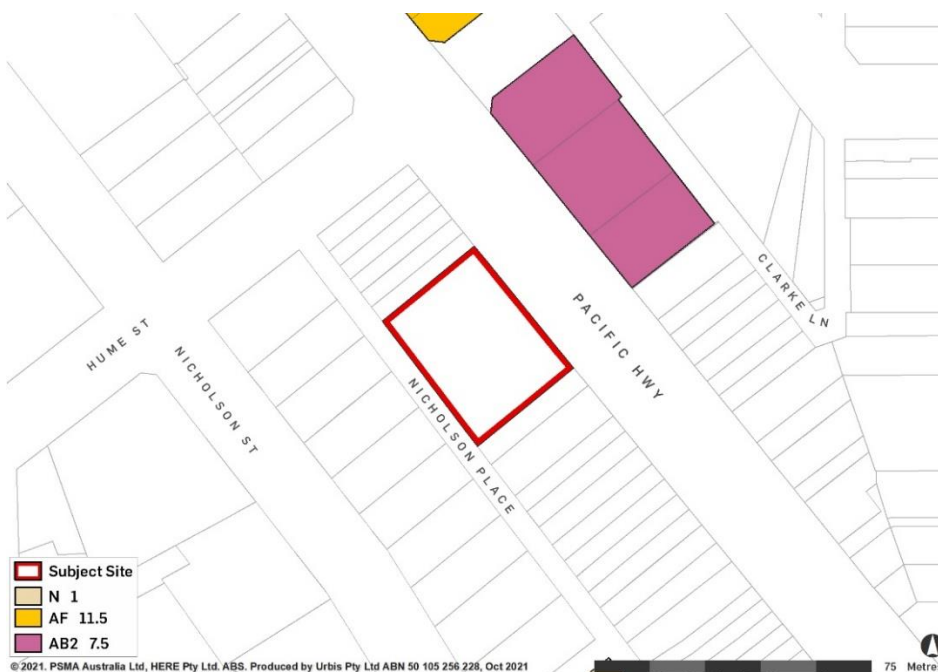 CLARKE LN
PACIFIC HWY
HUME ST
NICHOLSON ST
NICHOLSON PLACE
Subject Site
N 1
AF 11.5
AB2 7.5
© 2021. PSMA Australia Ltd, HERE Pty Ltd. ABS. Produced by Urbis Pty Ltd ABN 50 105 256 228, Oct 2021
75 Metre